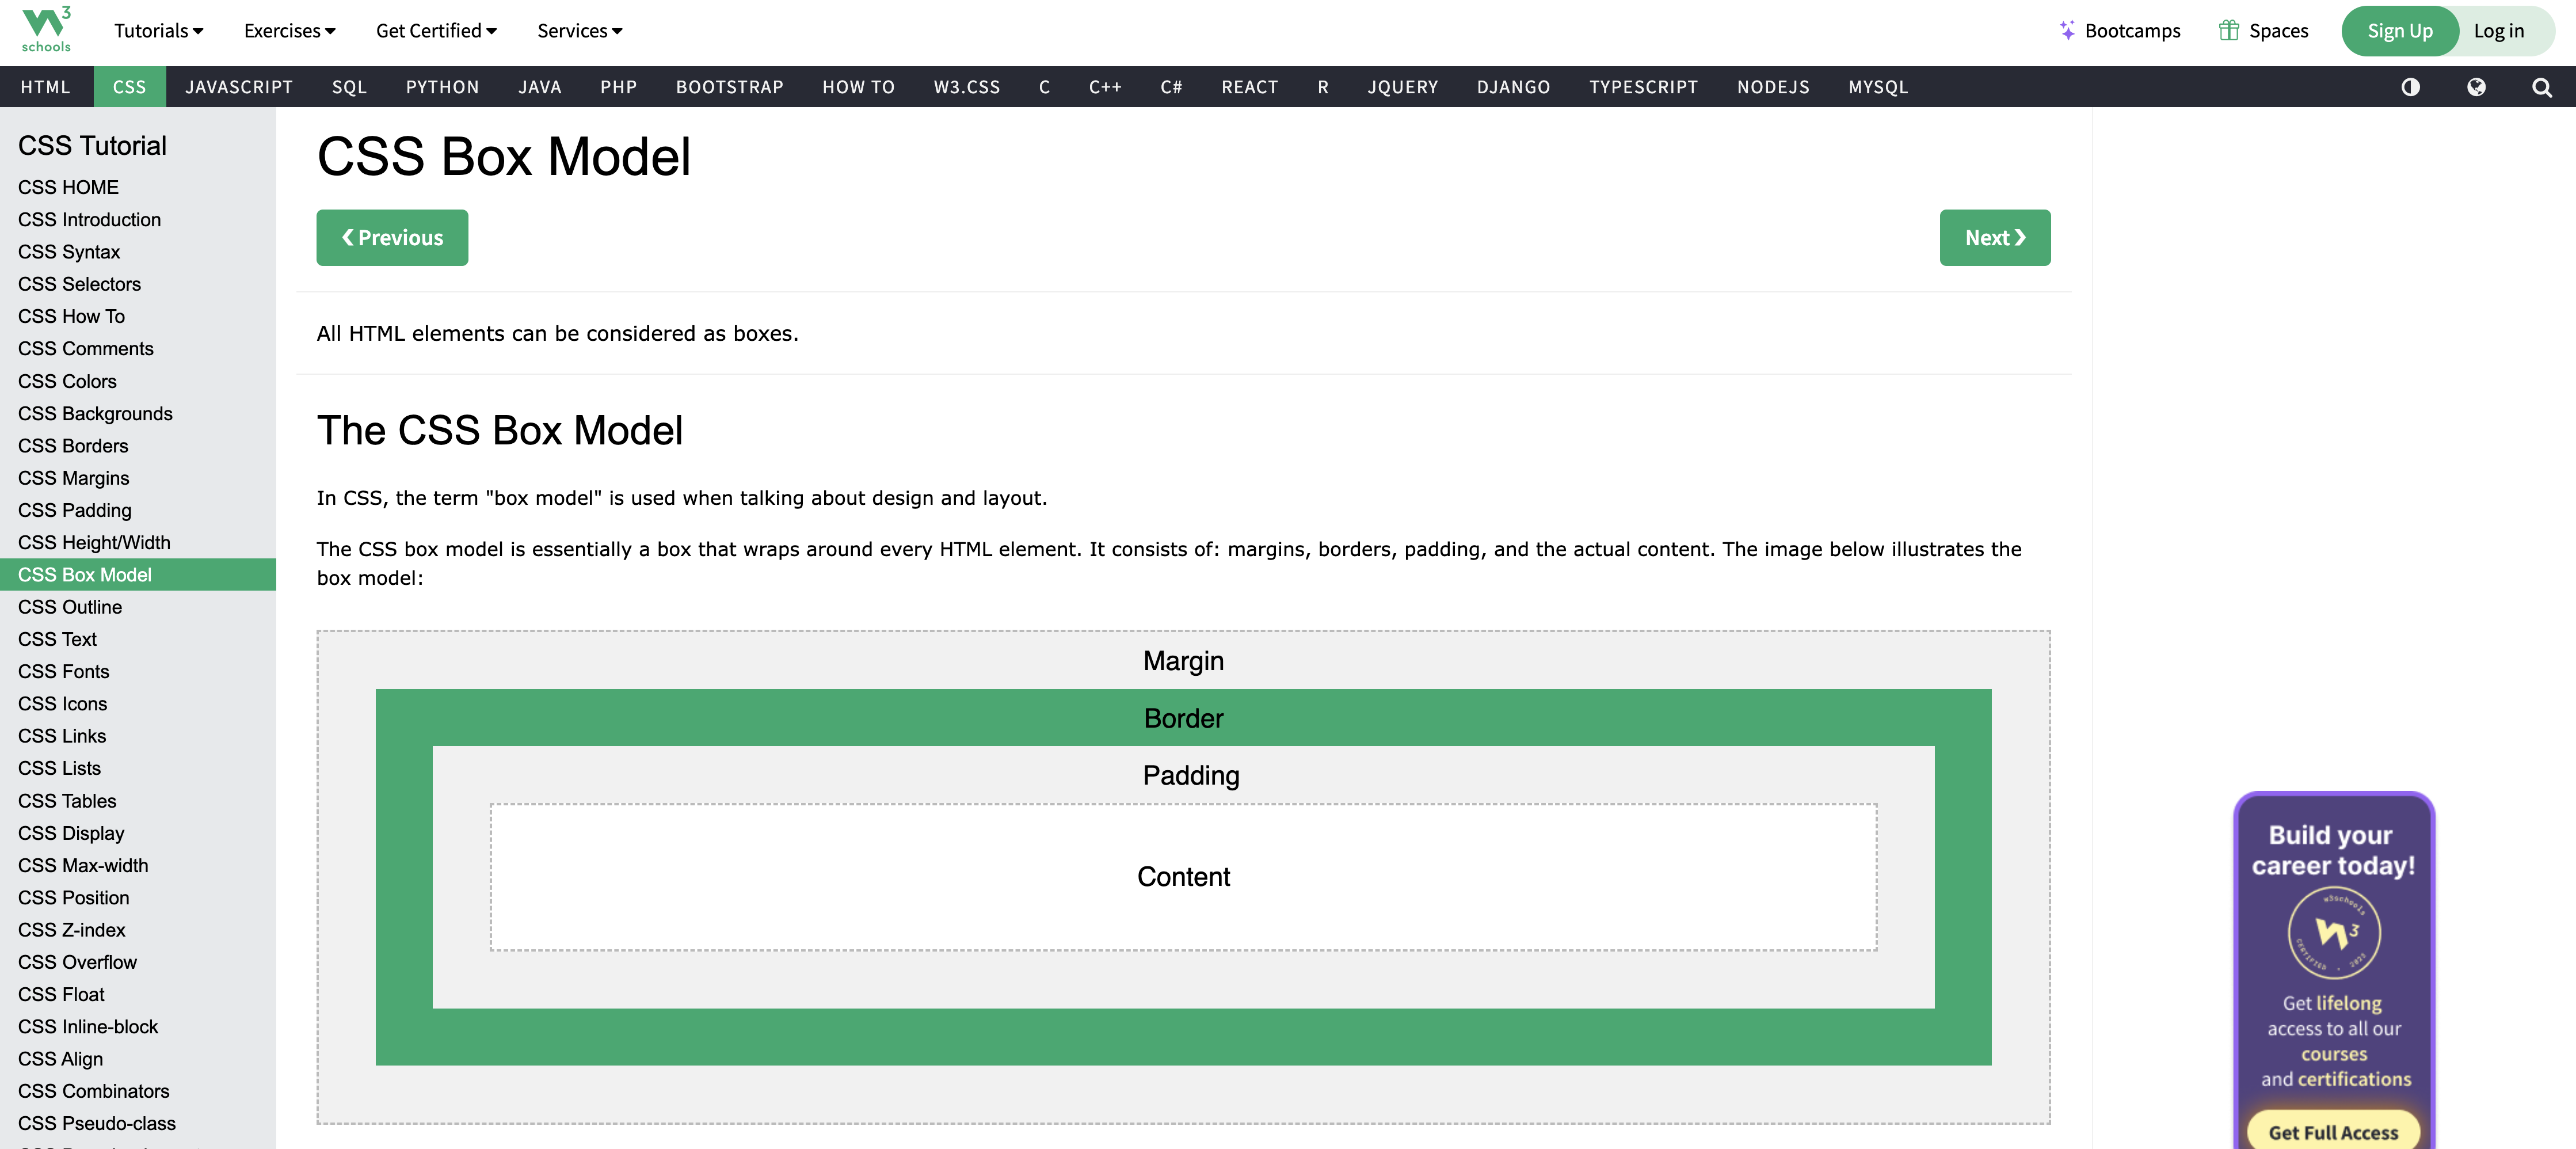 3
schools
Tutorials
Exercises
Get Certified
Services
Bootcamps
Spaces
Sign Up
Log in
HTML
CSS
JAVASCRIPT
SQL
PYTHON
JAVA
PHP
BOOTSTRAP
HOW TO
W3.CSS
C
C++
C#
REACT
R
JQUERY
DJANGO
TYPESCRIPT
NODEJS
MYSQL
CSS Tutorial
CSS HOME
CSS Introduction
CSS Syntax
CSS Selectors
CSS How To
CSS Comments
CSS Colors
CSS Backgrounds
CSS Borders
CSS Margins
CSS Padding
CSS Height/Width
CSS Box Model
CSS Outline
CSS Text
CSS Fonts
CSS Icons
CSS Links
CSS Lists
CSS Tables
CSS Display
CSS Max-width
CSS Position
CSS Z-index
CSS Overflow
CSS Float
CSS Inline-block
CSS Align
CSS Combinators
CSS Pseudo-class
CSS Box Model
❮ Previous
Next ❯
All HTML elements can be considered as boxes.
The CSS Box Model
In CSS, the term "box model" is used when talking about design and layout.
The CSS box model is essentially a box that wraps around every HTML element. It consists of: margins, borders, padding, and the actual content. The image below illustrates the
box model:
Margin
Border
Padding
Content
Build your
career today!
w3schools
3
CERTIFIED • 2023
Get lifelong
access to all our
courses
and certifications
Get Full Access